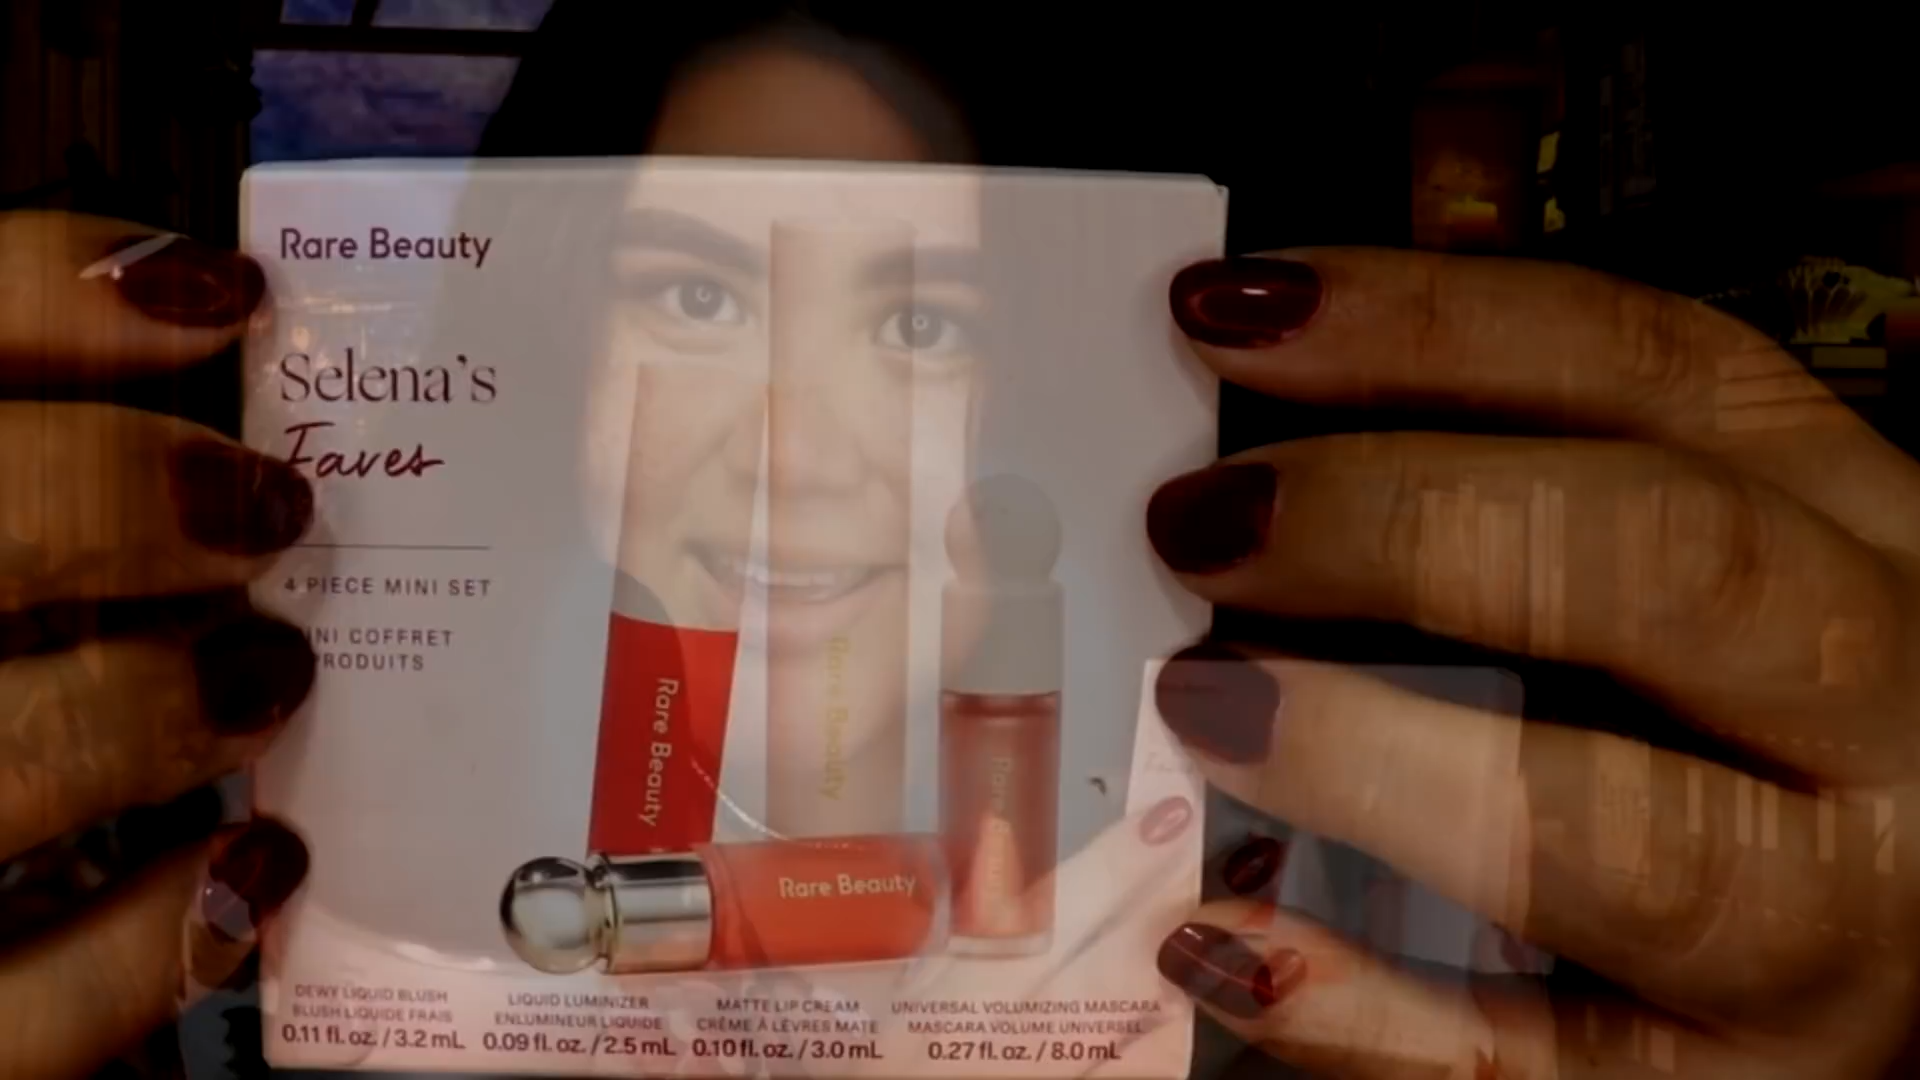 Rare Beauty
Selena's
Faves
4 PIECE MINI SET
INI COFFRET
PRODUITS
Rare Beauty
Rare Beauty
Rare Beauty
Rare Beauty
DEWY LIQUID BLUSH
BLUSH LIQUIDE FRAIS
0.11 fl. oz. / 3.2 mL
LIQUID LUMINIZER
ENLUMINEUR LIQUIDE
0.09 fl. oz. / 2.5 mL
MATTE LIP CREAM
CRÈME À LÈVRES MATE
0.10 fl. oz. / 3.0 mL
UNIVERSAL VOLUMIZING MASCARA
MASCARA VOLUME UNIVERSEL
0.27 fl. oz. / 8.0 mL